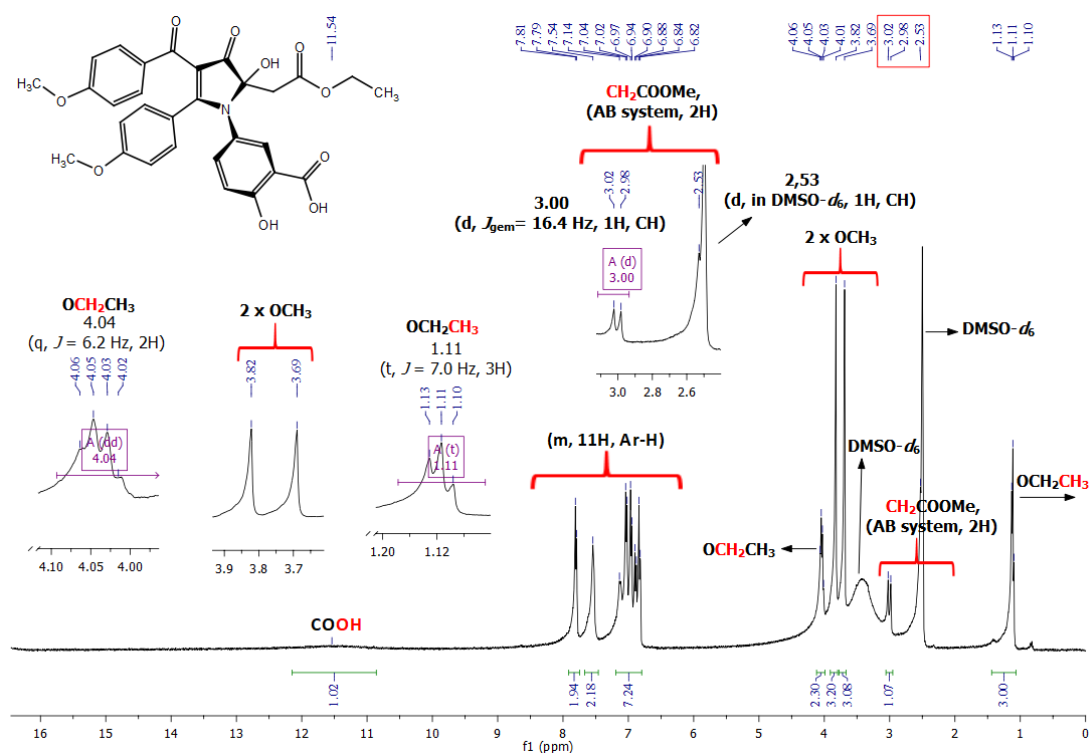 O
O
OH
O
O
CH₃
H₃C
O
N
H₃C
O
O
OH
OH
—11.54
7.81
7.79
7.54
7.14
7.04
7.02
6.97
6.94
6.90
6.88
6.84
6.82
4.06
4.05
4.03
4.01
3.82
3.69
3.02
2.98
2.53
1.13
1.11
1.10
CH₂COOMe,
(AB system, 2H)
3.00
(d, Jgem= 16.4 Hz, 1H, CH)
3.02
2.98
2.53
A (d)
3.00
3.0 2.8 2.6
2,53
(d, in DMSO-d₆, 1H, CH)
2 x OCH₃
DMSO-d₆
OCH₂CH₃
4.04
(q, J = 6.2 Hz, 2H)
4.06
4.05
4.03
4.02
A (dd)
4.04
4.10 4.05 4.00
2 x OCH₃
3.82
3.69
3.9 3.8 3.7
OCH₂CH₃
1.11
(t, J = 7.0 Hz, 3H)
1.13
1.11
1.10
A (t)
1.11
1.20 1.12
(m, 11H, Ar-H)
DMSO-d₆
OCH₂CH₃
CH₂COOMe,
(AB system, 2H)
OCH₂CH₃
COOH
1.02
1.94
2.18
7.24
2.30
3.20
3.08
1.07
3.00
16 15 14 13 12 11 10 9 8 7 6 5 4 3 2 1 0
f1 (ppm)